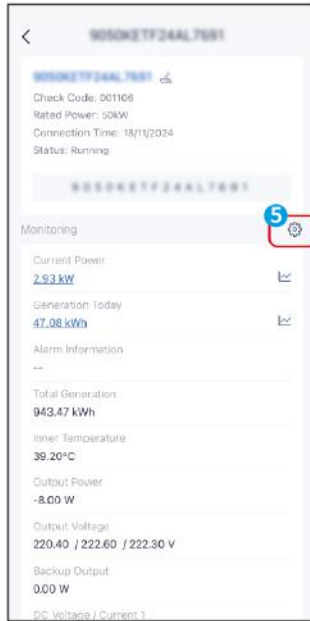 Check Code: 001106
Rated Power: 50kW
Connection Time: 18/11/2024
Status: Running
5
Monitoring
Current Power
2.93 kW
Generation Today
47.08 kWh
Alarm Information
--
Total Generation
943.47 kWh
Inner Temperature
39.20°C
Output Power
-8.00 W
Output Voltage
220.40 / 222.60 / 222.30 V
Backup Output
0.00 W
DC Voltage / Current 1